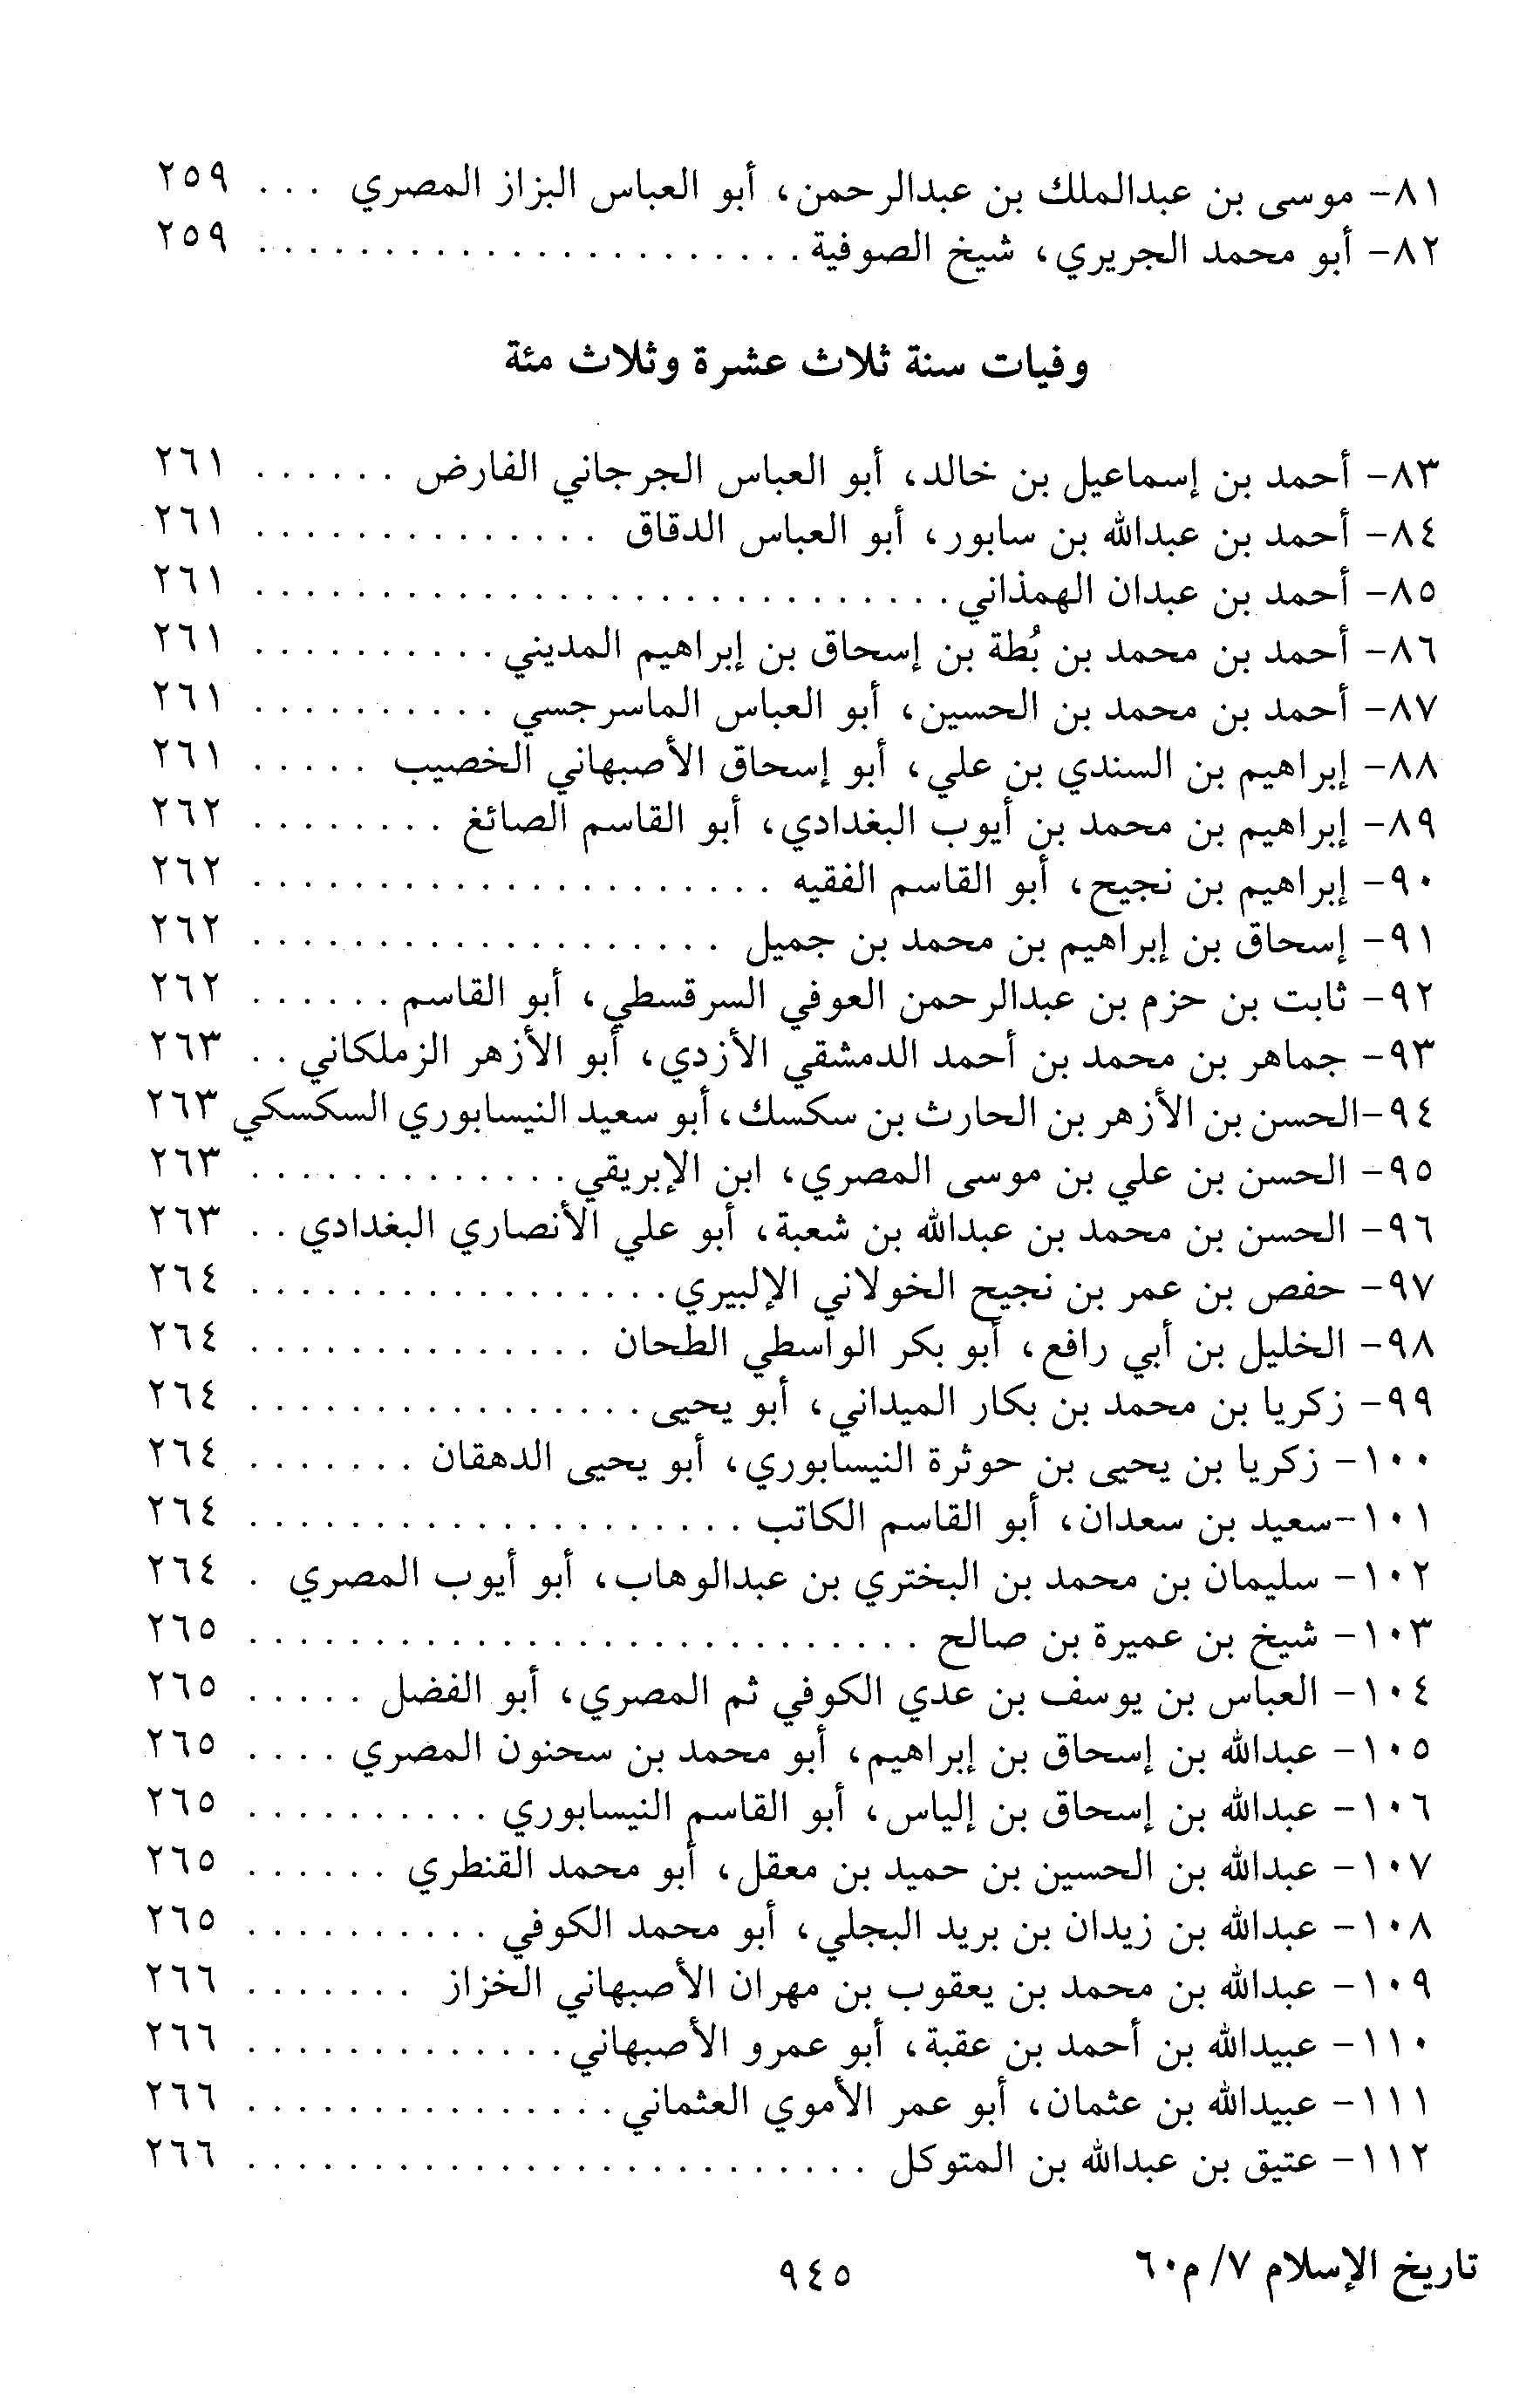 ٨١- موسى بن عبدالملك بن عبدالرحمن، أبو العباس البزاز المصري . . . ٢٥٩
٨٢- أبو محمد الجريري، شيخ الصوفية . . . . . . . . . . . . . . . . . . . . . . ٢٥٩
وفيات سنة ثلاث عشرة وثلاث مئة
٨٣- أحمد بن إسماعيل بن خالد، أبو العباس الجرجاني الفارض . . . . . . ٢٦١
٨٤- أحمد بن عبدالله بن سابور، أبو العباس الدقاق . . . . . . . . . . . . . . ٢٦١
٨٥- أحمد بن عبدان الهمذاني . . . . . . . . . . . . . . . . . . . . . . . . . . . . ٢٦١
٨٦- أحمد بن محمد بن بُطة بن إسحاق بن إبراهيم المديني . . . . . . . . . . ٢٦١
٨٧- أحمد بن محمد بن الحسين، أبو العباس الماسرجسي . . . . . . . . . . ٢٦١
٨٨- إبراهيم بن السندي بن علي، أبو إسحاق الأصبهاني الخصيب . . . . . ٢٦١
٨٩- إبراهيم بن محمد بن أيوب البغدادي، أبو القاسم الصائغ . . . . . . . . ٢٦٢
٩٠- إبراهيم بن نجيح، أبو القاسم الفقيه . . . . . . . . . . . . . . . . . . . . . ٢٦٢
٩١- إسحاق بن إبراهيم بن محمد بن جميل . . . . . . . . . . . . . . . . . . . ٢٦٢
٩٢- ثابت بن حزم بن عبدالرحمن العوفي السرقسطي، أبو القاسم . . . . . . ٢٦٢
٩٣- جماهر بن محمد بن أحمد الدمشقي الأزدي، أبو الأزهر الزملكاني . . ٢٦٣
٩٤-الحسن بن الأزهر بن الحارث بن سكسك، أبو سعيد النيسابوري السكسكي ٢٦٣
٩٥- الحسن بن علي بن موسى المصري، ابن الإبريقي . . . . . . . . . . . . . ٢٦٣
٩٦- الحسن بن محمد بن عبدالله بن شعبة، أبو علي الأنصاري البغدادي . . ٢٦٣
٩٧- حفص بن عمر بن نجيح الخولاني الإلبيري . . . . . . . . . . . . . . . . . ٢٦٤
٩٨- الخليل بن أبي رافع، أبو بكر الواسطي الطحان . . . . . . . . . . . . . . ٢٦٤
٩٩- زكريا بن محمد بن بكار الميداني، أبو يحيى . . . . . . . . . . . . . . . . ٢٦٤
١٠٠- زكريا بن يحيى بن حوثرة النيسابوري، أبو يحيى الدهقان . . . . . . . ٢٦٤
١٠١-سعيد بن سعدان، أبو القاسم الكاتب . . . . . . . . . . . . . . . . . . . . ٢٦٤
١٠٢- سليمان بن محمد بن البختري بن عبدالوهاب، أبو أيوب المصري . ٢٦٤
١٠٣- شيخ بن عميرة بن صالح . . . . . . . . . . . . . . . . . . . . . . . . . . . ٢٦٥
١٠٤- العباس بن يوسف بن عدي الكوفي ثم المصري، أبو الفضل . . . . . ٢٦٥
١٠٥- عبدالله بن إسحاق بن إبراهيم، أبو محمد بن سحنون المصري . . . . ٢٦٥
١٠٦- عبدالله بن إسحاق بن إلياس، أبو القاسم النيسابوري . . . . . . . . . . ٢٦٥
١٠٧- عبدالله بن الحسين بن حميد بن معقل، أبو محمد القنطري . . . . . . ٢٦٥
١٠٨- عبدالله بن زيدان بن بريد البجلي، أبو محمد الكوفي . . . . . . . . . . ٢٦٥
١٠٩- عبدالله بن محمد بن يعقوب بن مهران الأصبهاني الخزاز . . . . . . . ٢٦٦
١١٠- عبيدالله بن أحمد بن عقبة، أبو عمرو الأصبهاني . . . . . . . . . . . . . ٢٦٦
١١١- عبيدالله بن عثمان، أبو عمر الأموي العثماني . . . . . . . . . . . . . . . ٢٦٦
١١٢- عتيق بن عبدالله بن المتوكل . . . . . . . . . . . . . . . . . . . . . . . . . ٢٦٦
تاريخ الإسلام ٧/ م٦٠
٩٤٥